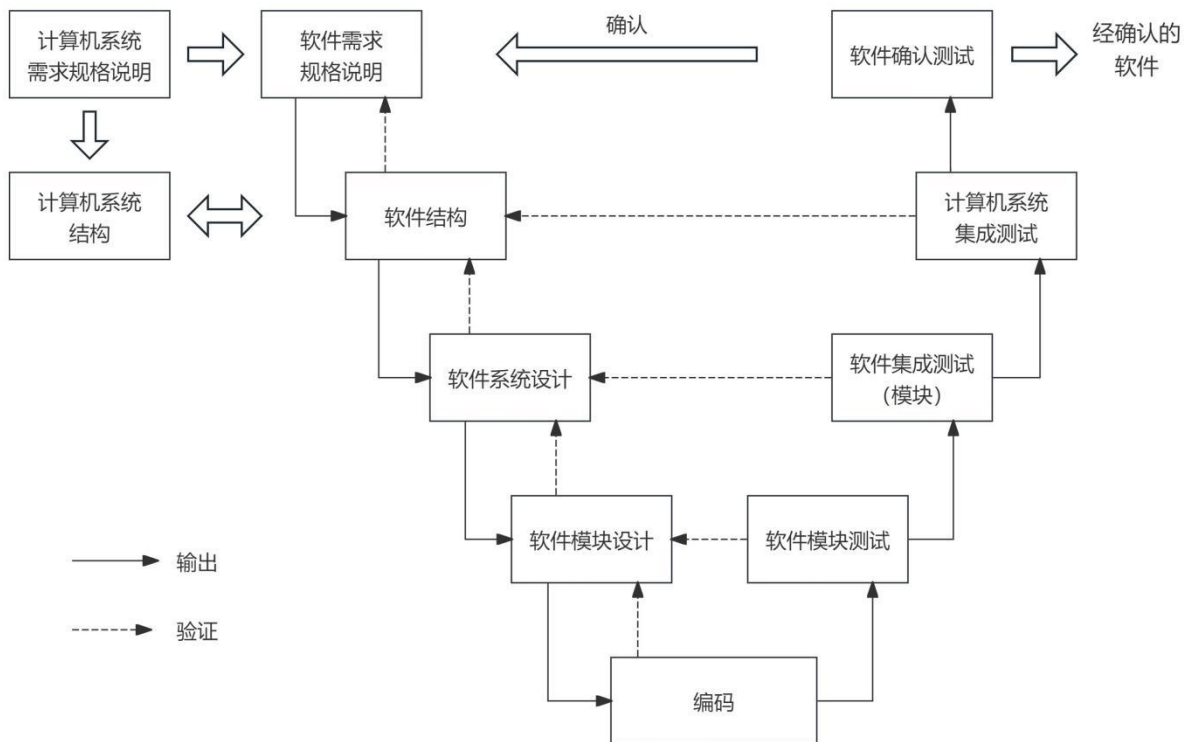 计算机系统
需求规格说明
软件需求
规格说明
确认
软件确认测试
经确认的
软件
计算机系统
结构
软件结构
计算机系统
集成测试
软件系统设计
软件集成测试
（模块）
软件模块设计
软件模块测试
输出
验证
编码